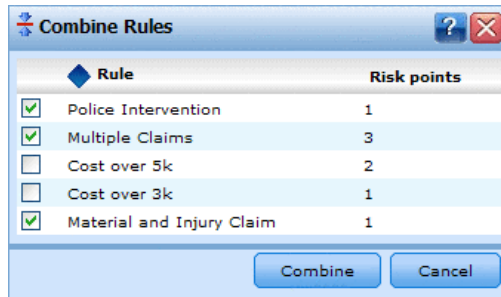 Combine Rules ?
Rule Risk points
Police Intervention 1
Multiple Claims 3
Cost over 5k 2
Cost over 3k 1
Material and Injury Claim 1
Combine Cancel